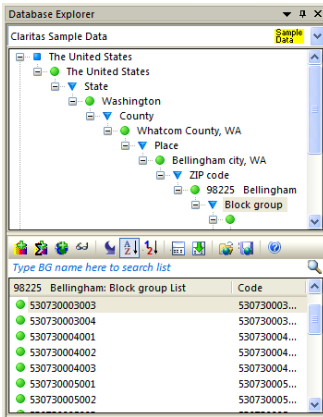 Database Explorer
Claritas Sample Data
Sample Data
The United States
The United States
State
Washington
County
Whatcom County, WA
Place
Bellingham city, WA
ZIP code
98225 Bellingham
Block group
Type BG name here to search list
98225 Bellingham: Block group List Code
530730003003 530730003...
530730003004 530730003...
530730004001 530730004...
530730004002 530730004...
530730004003 530730004...
530730005001 530730005...
530730005002 530730005...